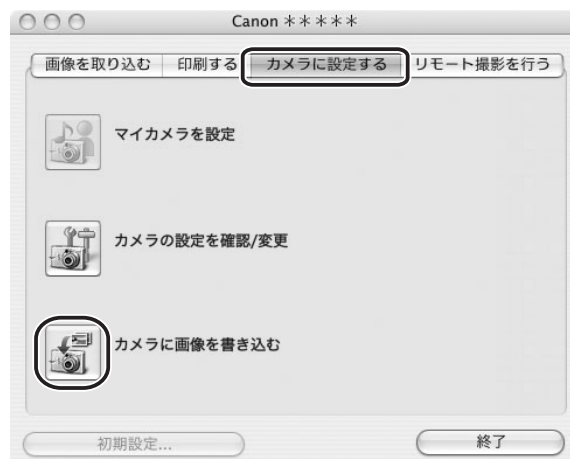 Canon ＊＊＊＊＊
画像を取り込む 印刷する カメラに設定する リモート撮影を行う
マイカメラを設定
カメラの設定を確認/変更
カメラに画像を書き込む
初期設定... 終了